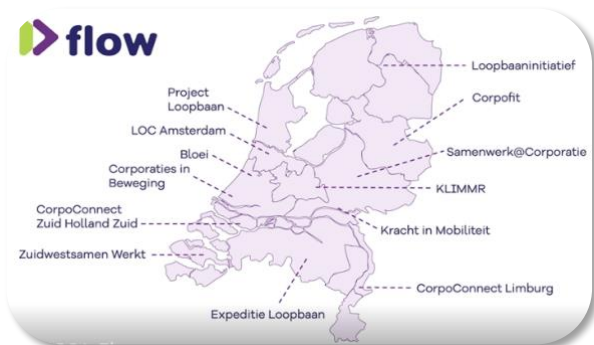 flow
Loopbaaninitiatief
Project
Loopbaan
Corpofit
LOC Amsterdam
Bloei
Samenwerk@Corporatie
Corporaties in
Beweging
KLIMMR
CorpoConnect
Zuid Holland Zuid
Kracht in Mobiliteit
Zuidwestsamen Werkt
CorpoConnect Limburg
Expeditie Loopbaan